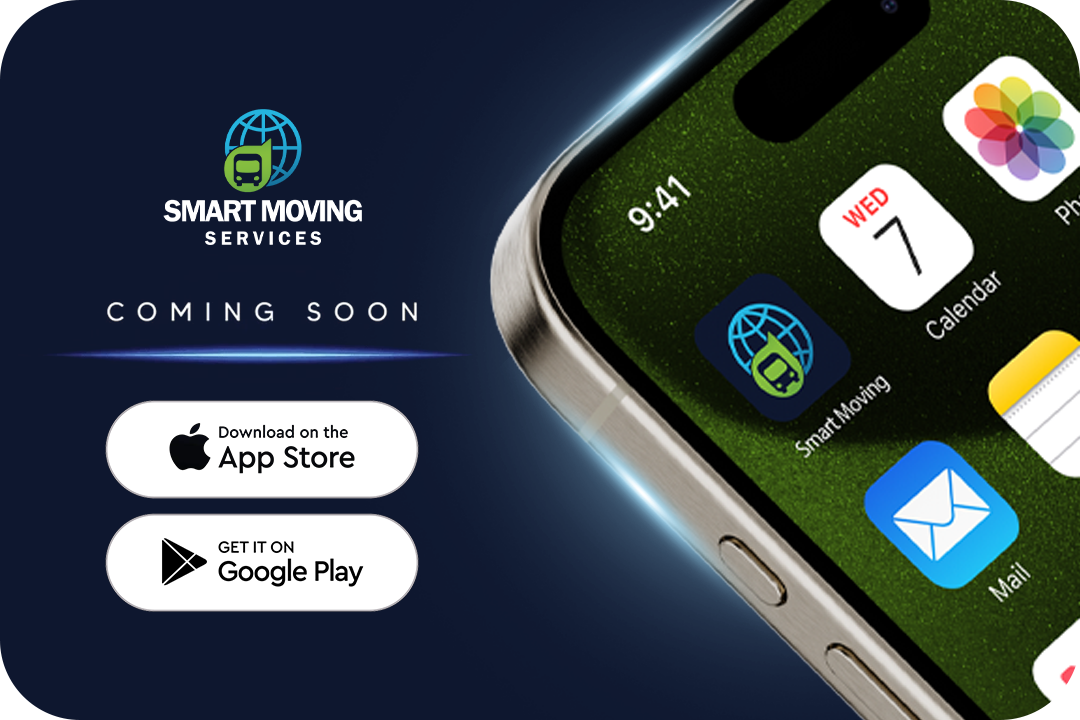 SMART MOVING
SERVICES
COMING SOON
Download on the
App Store
GET IT ON
Google Play
9:41
WED
7
Calendar
Smart Moving
Mail